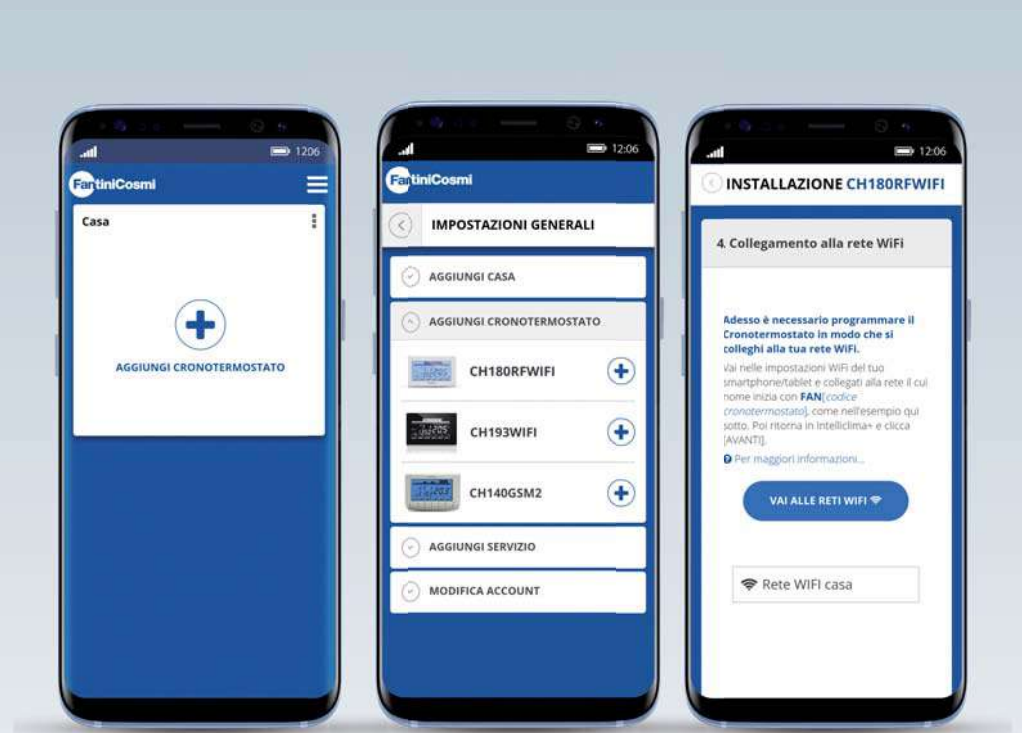 1206
FantiniCosmi
Casa
AGGIUNGI CRONOTERMOSTATO
12:06
FantiniCosmi
IMPOSTAZIONI GENERALI
AGGIUNGI CASA
AGGIUNGI CRONOTERMOSTATO
CH180RFWIFI
CH193WIFI
CH140GSM2
AGGIUNGI SERVIZIO
MODIFICA ACCOUNT
12:06
INSTALLAZIONE CH180RFWIFI
4. Collegamento alla rete WiFi
Adesso è necessario programmare il
Cronotermostato in modo che si
colleghi alla tua rete WiFi.
Vai nelle impostazioni WiFi del tuo
smartphone/tablet e collegati alla rete il cui
nome inizia con FAN[codice
cronotermostato], come nell'esempio qui
sotto. Poi ritorna in Intelliclima+ e clicca
[AVANTI].
Per maggiori informazioni...
VAI ALLE RETI WIFI
Rete WIFI casa